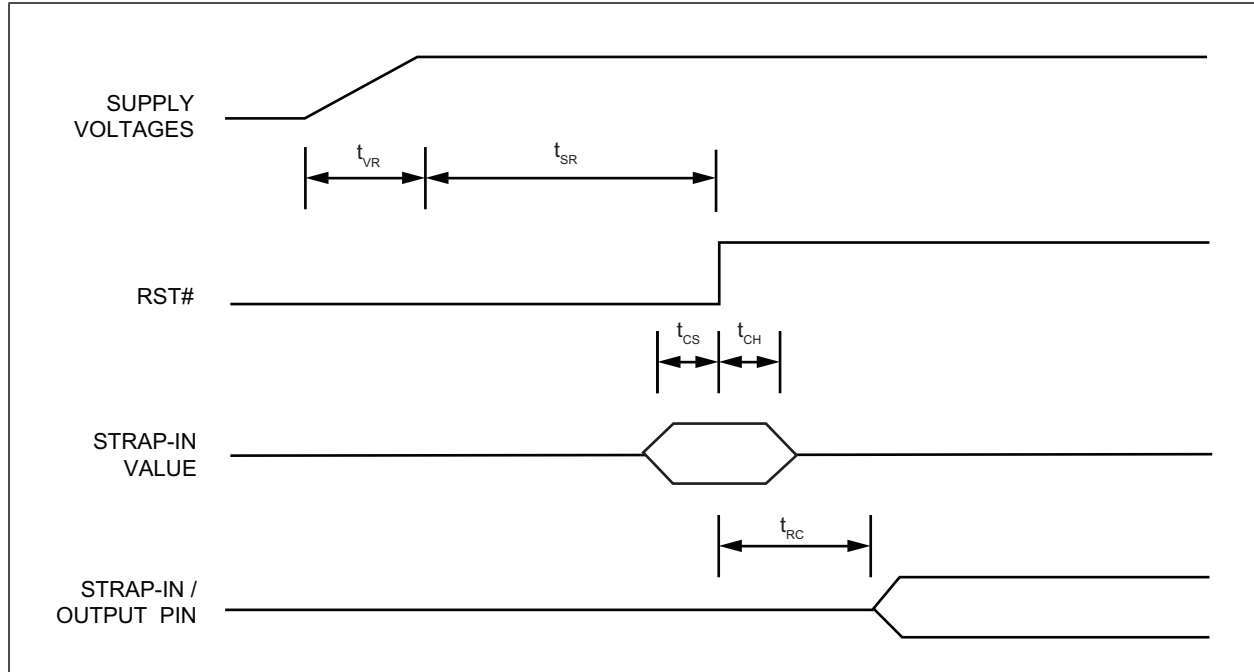 SUPPLY
VOLTAGES
tVR
tSR
RST#
tCS
tCH
STRAP-IN
VALUE
tRC
STRAP-IN /
OUTPUT PIN